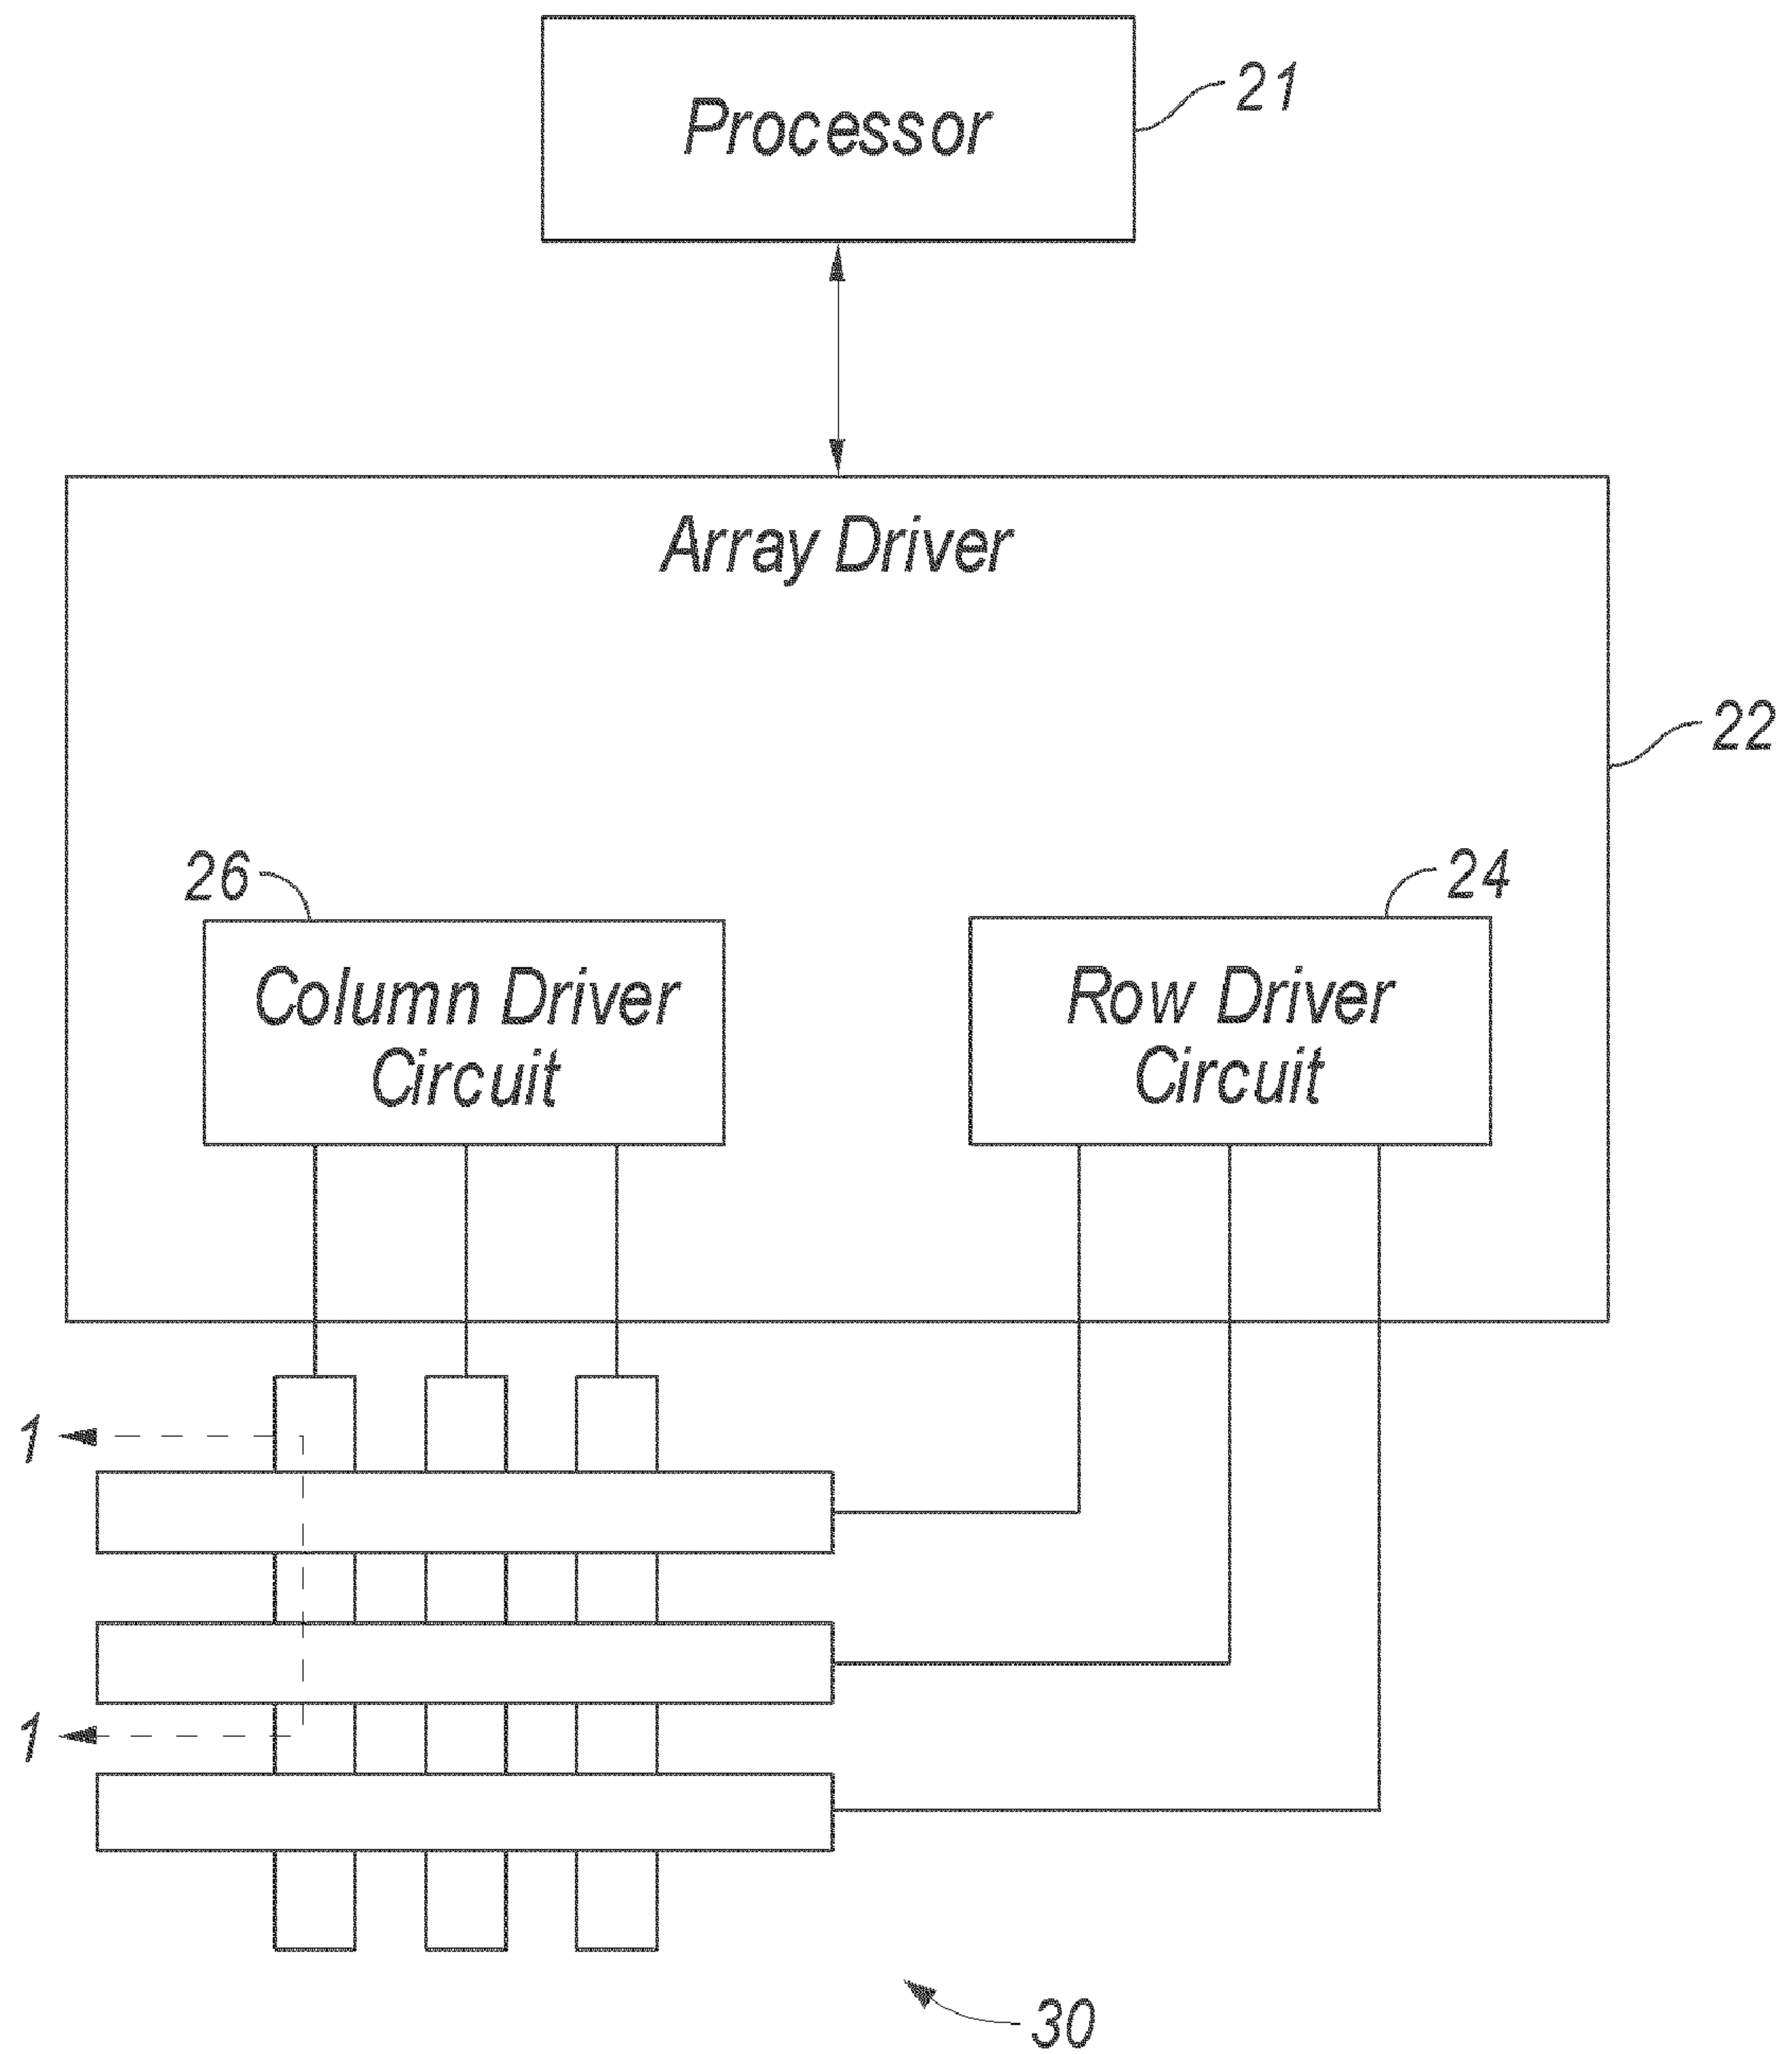 Processor
21
Array Driver
22
26
24
Column Driver
Circuit
Row Driver
Circuit
1
1
30